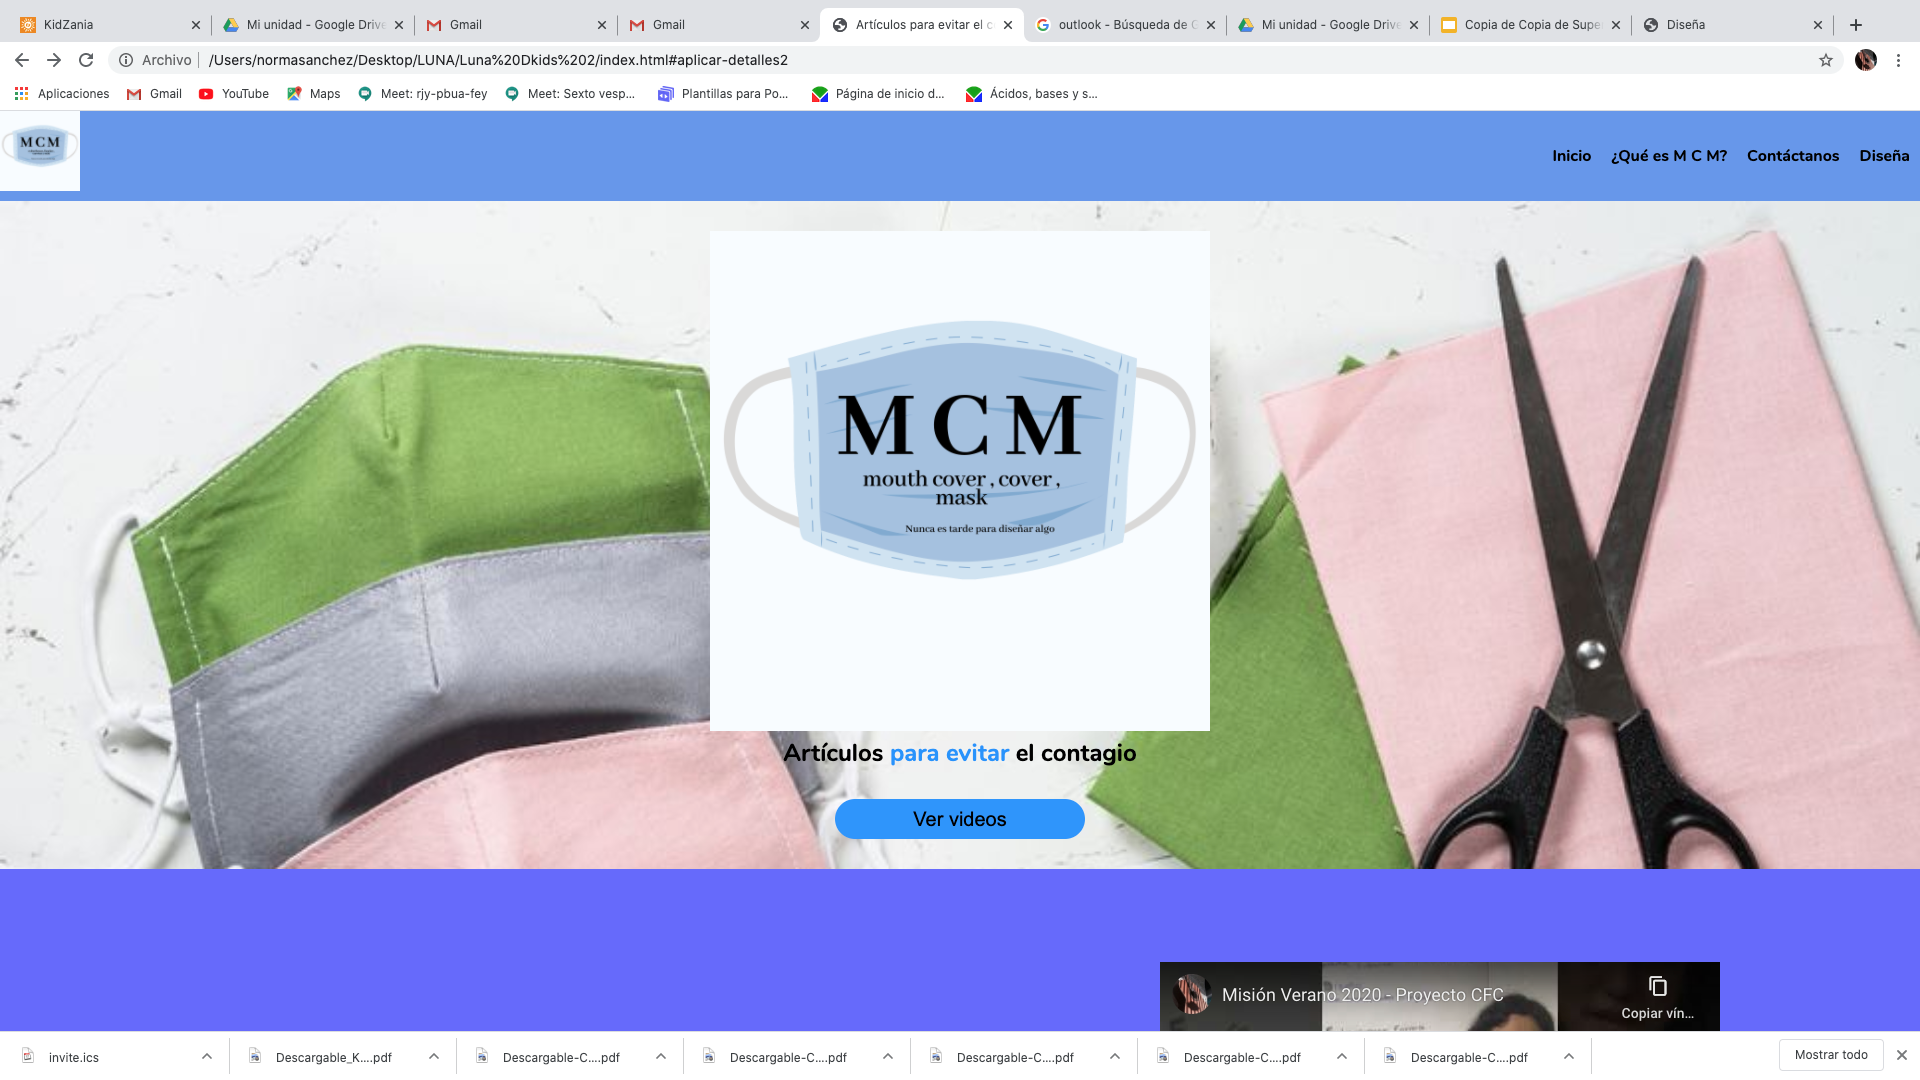 KidZania
Mi unidad - Google Drive
Gmail
Gmail
Artículos para evitar el c
outlook - Búsqueda de G
Mi unidad - Google Drive
Copia de Copia de Supe
Diseña
Archivo
/Users/normasanchez/Desktop/LUNA/Luna%20Dkids%202/index.html#aplicar-detalles2
Aplicaciones
Gmail
YouTube
Maps
Meet: rjy-pbua-fey
Meet: Sexto vesp...
Plantillas para Po...
Página de inicio d...
Ácidos, bases y s...
M C M
Inicio
¿Qué es M C M?
Contáctanos
Diseña
M C M
mouth cover , cover ,
mask
Nunca es tarde para diseñar algo
Artículos para evitar el contagio
Ver videos
Misión Verano 2020 - Proyecto CFC
Copiar vín...
invite.ics
Descargable_K....pdf
Descargable-C....pdf
Descargable-C....pdf
Descargable-C....pdf
Descargable-C....pdf
Descargable-C....pdf
Mostrar todo